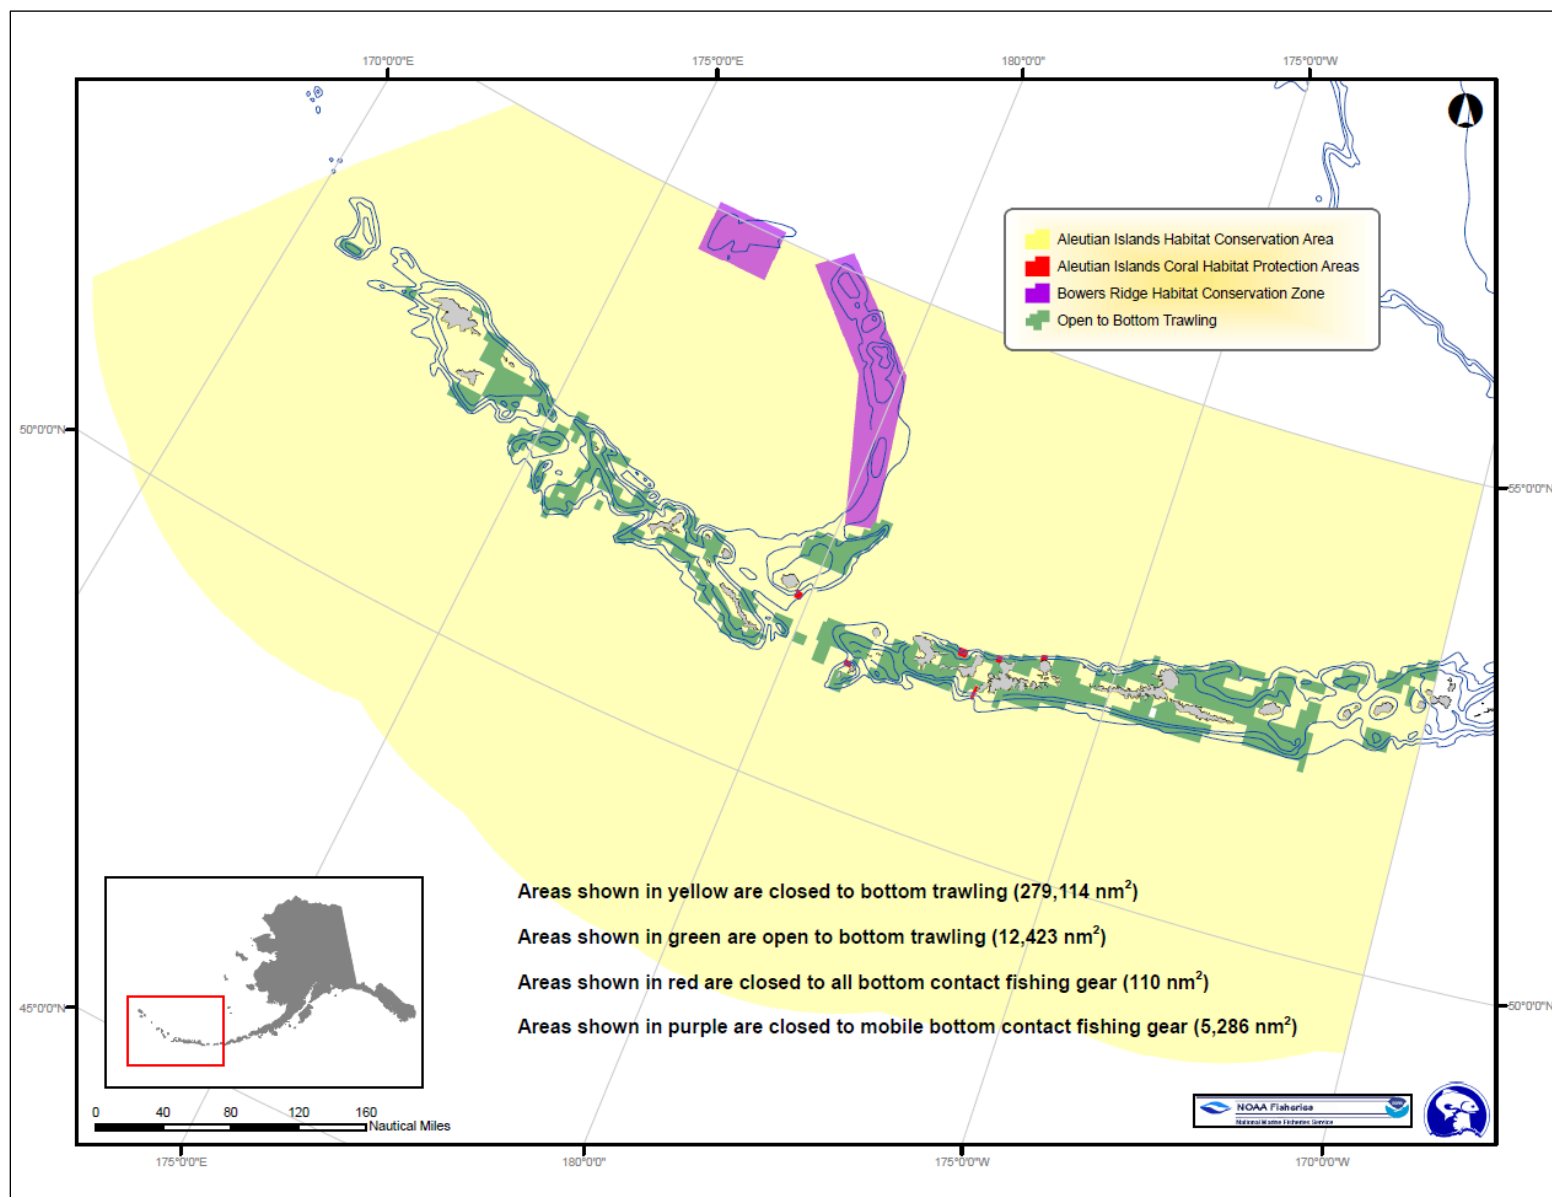 170°0'0"E
175°0'0"E
180°0'0"
175°0'0"W
Aleutian Islands Habitat Conservation Area
Aleutian Islands Coral Habitat Protection Areas
Bowers Ridge Habitat Conservation Zone
Open to Bottom Trawling
50°0'0"N
55°0'0"N
Areas shown in yellow are closed to bottom trawling (279,114 nm²)
Areas shown in green are open to bottom trawling (12,423 nm²)
Areas shown in red are closed to all bottom contact fishing gear (110 nm²)
Areas shown in purple are closed to mobile bottom contact fishing gear (5,286 nm²)
45°0'0"N
50°0'0"N
0 40 80 120 160
Nautical Miles
NOAA Fisheries
National Marine Fisheries Service
175°0'0"E
180°0'0"
175°0'0"W
170°0'0"W